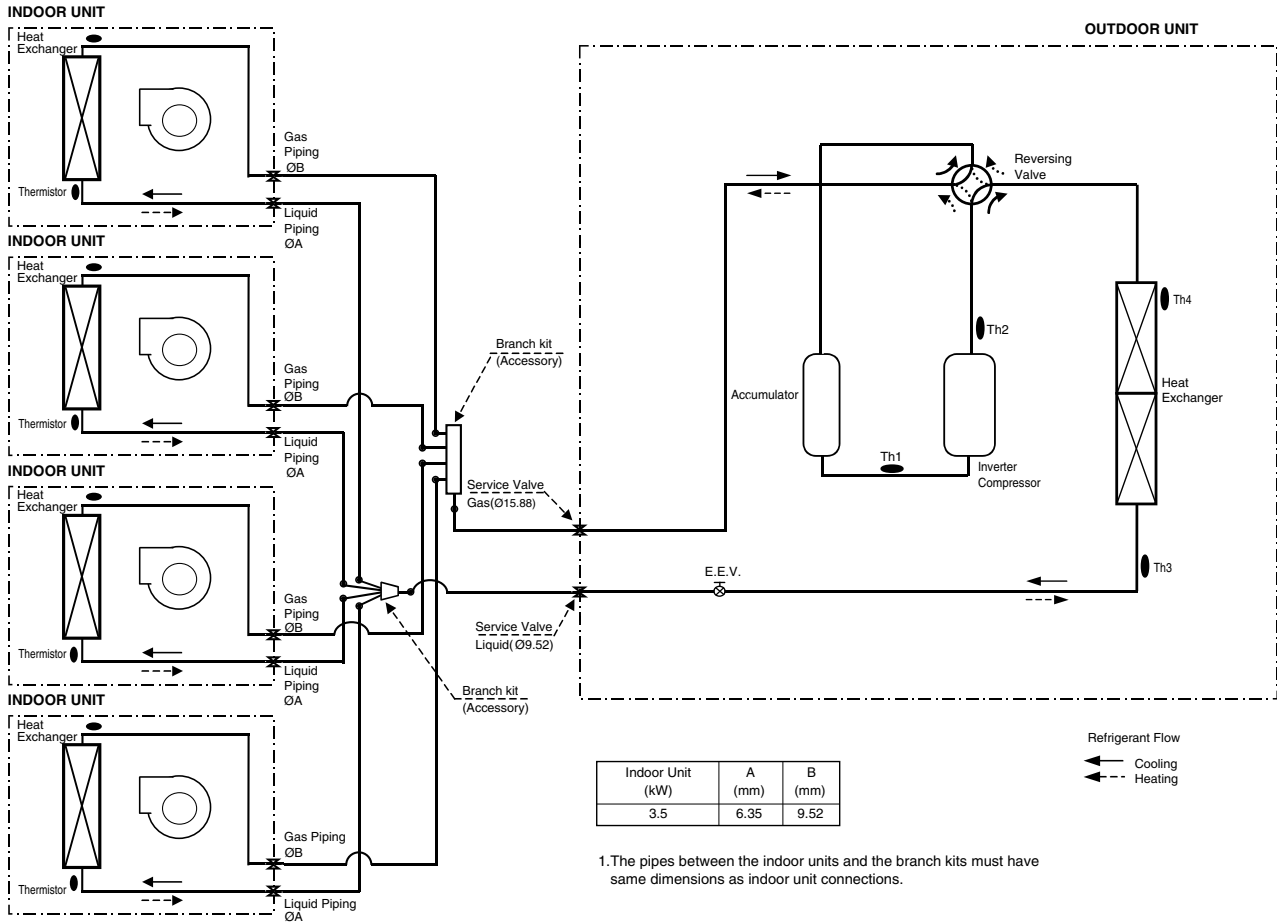 INDOOR UNIT
Heat
Exchanger
Thermistor
Gas
Piping
ØB
Liquid
Piping
ØA
INDOOR UNIT
Heat
Exchanger
Thermistor
Gas
Piping
ØB
Liquid
Piping
ØA
INDOOR UNIT
Heat
Exchanger
Thermistor
Gas
Piping
ØB
Liquid
Piping
ØA
INDOOR UNIT
Heat
Exchanger
Thermistor
Gas Piping
ØB
Liquid Piping
ØA
Branch kit
(Accessory)
Service Valve
Gas(Ø15.88)
Service Valve
Liquid(Ø9.52)
Branch kit
(Accessory)
OUTDOOR UNIT
Reversing
Valve
Th4
Th2
Accumulator
Heat
Exchanger
Th1
Inverter
Compressor
E.E.V.
Th3
Indoor Unit
(kW)
A
(mm)
B
(mm)
3.5
6.35
9.52
Refrigerant Flow
Cooling
Heating
1.The pipes between the indoor units and the branch kits must have
same dimensions as indoor unit connections.